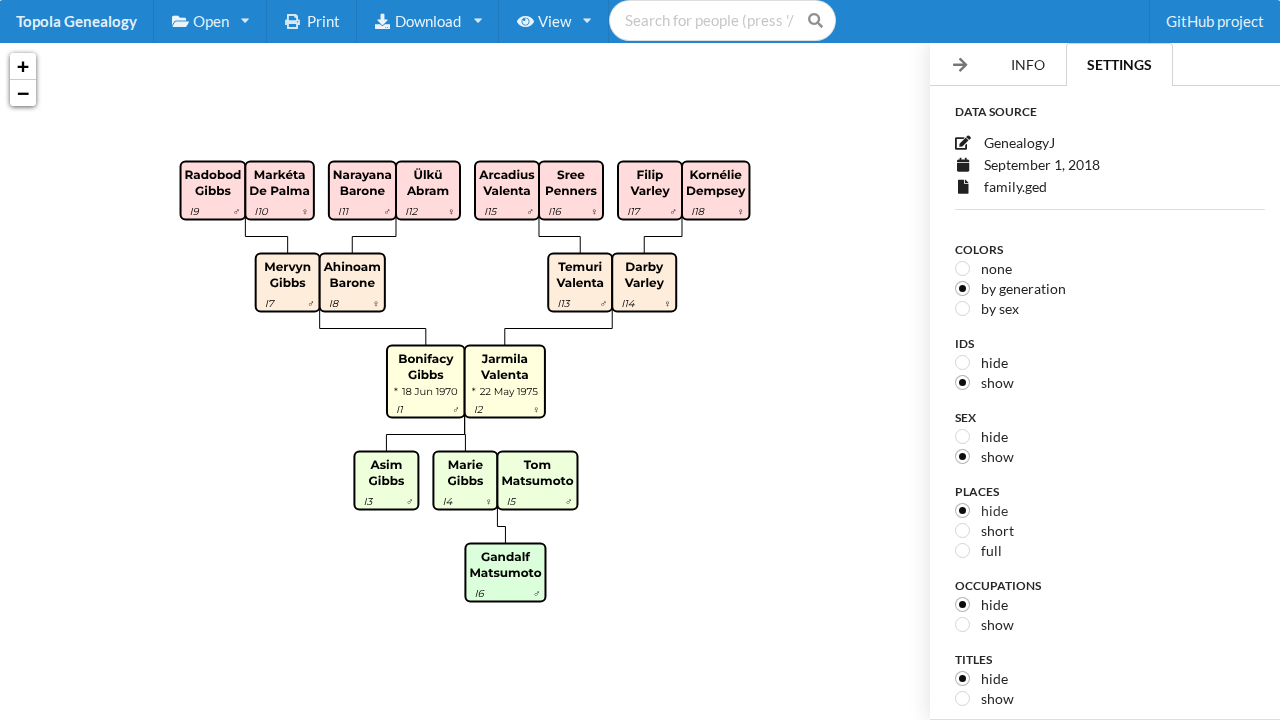 Topola Genealogy
Open
Print
Download
View
Search for people (press '/
GitHub project
+
−
INFO
SETTINGS
DATA SOURCE
GenealogyJ
September 1, 2018
family.ged
COLORS
none
by generation
by sex
IDS
hide
show
SEX
hide
show
PLACES
hide
short
full
OCCUPATIONS
hide
show
TITLES
hide
show
Radobod
Gibbs
I9 ♂
Markéta
De Palma
I10 ♀
Narayana
Barone
I11 ♂
Ülkü
Abram
I12 ♀
Arcadius
Valenta
I15 ♂
Sree
Penners
I16 ♀
Filip
Varley
I17 ♂
Kornélie
Dempsey
I18 ♀
Mervyn
Gibbs
I7 ♂
Ahinoam
Barone
I8 ♀
Temuri
Valenta
I13 ♂
Darby
Varley
I14 ♀
Bonifacy
Gibbs
* 18 Jun 1970
I1 ♂
Jarmila
Valenta
* 22 May 1975
I2 ♀
Asim
Gibbs
I3 ♂
Marie
Gibbs
I4 ♀
Tom
Matsumoto
I5 ♂
Gandalf
Matsumoto
I6 ♂